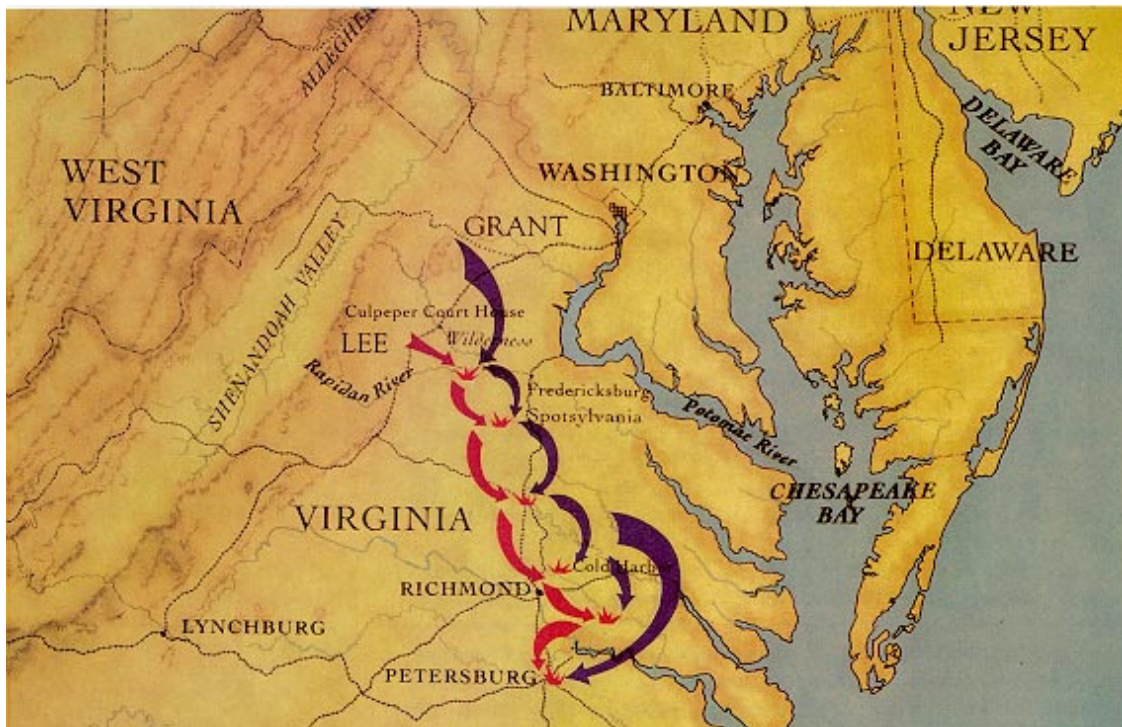 MARYLAND
NEW
JERSEY
ALLEGHE
BALTIMORE
DELAWARE
BAY
WEST
VIRGINIA
WASHINGTON
GRANT
DELAWARE
SHENANDOAH VALLEY
Culpeper Court House
LEE
Wilderness
Rapidan River
Fredericksburg
Spotsylvania
Potomac River
CHESAPEAKE
BAY
VIRGINIA
Cold Harbor
RICHMOND
LYNCHBURG
PETERSBURG